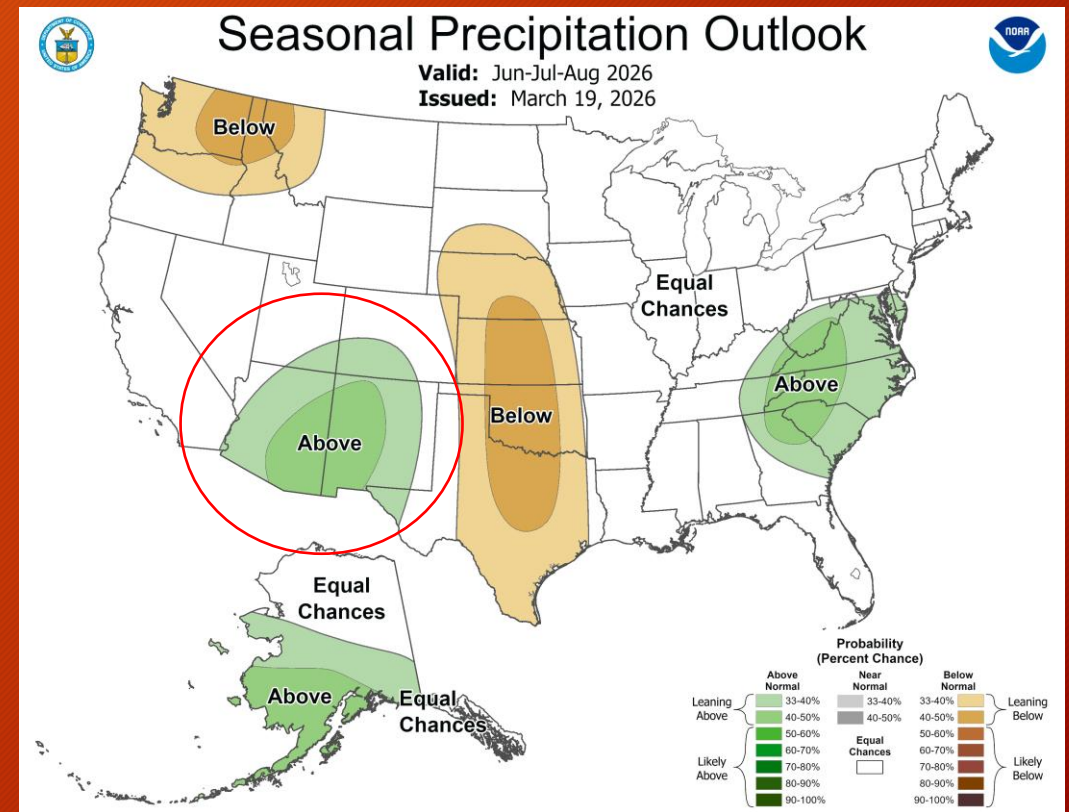 Seasonal Precipitation Outlook
Valid: Jun-Jul-Aug 2026
Issued: March 19, 2026
NOAA
Below
Equal
Chances
Above
Below
Above
Equal
Chances
Above
Equal
Chances
Probability
(Percent Chance)
Above
Normal
Near
Normal
Below
Normal
Leaning
Above
33-40%
40-50%
Likely
Above
50-60%
60-70%
70-80%
80-90%
90-100%
33-40%
40-50%
Equal
Chances
33-40%
40-50%
Leaning
Below
50-60%
60-70%
70-80%
80-90%
90-100%
Likely
Below